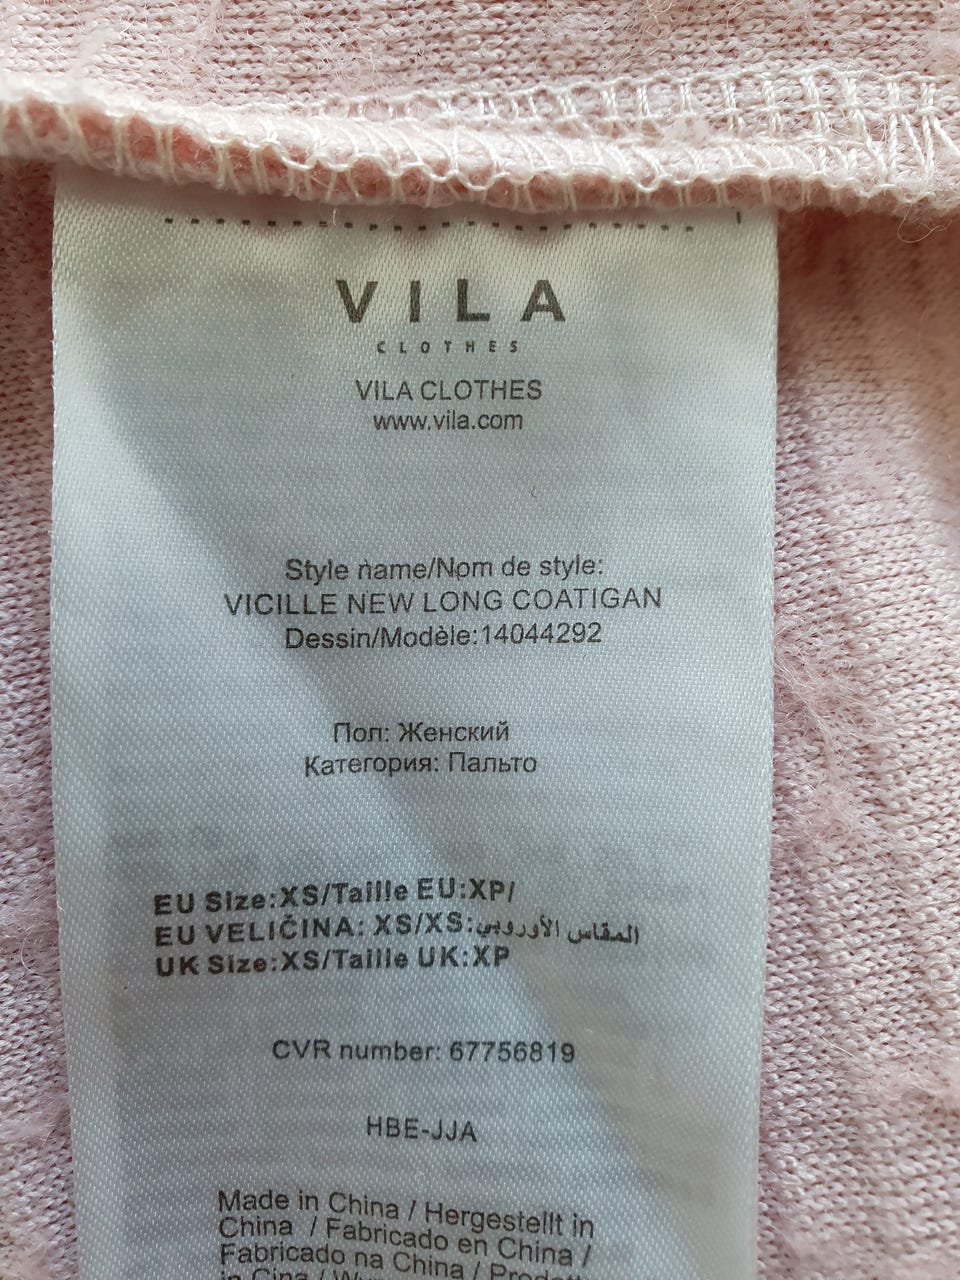 VILA
CLOTHES
VILA CLOTHES
www.vila.com
Style name/Nom de style:
VICILLE NEW LONG COATIGAN
Dessin/Modèle:14044292
Пол: Женский
Категория: Пальто
EU Size:XS/Taille EU:XP/
EU VELIČINA: XS/XS:المقاس الأوروبي
UK Size:XS/Taille UK:XP
CVR number: 67756819
HBE-JJA
Made in China / Hergestellt in
China / Fabricado en China /
Fabricado na China /
in Cina /